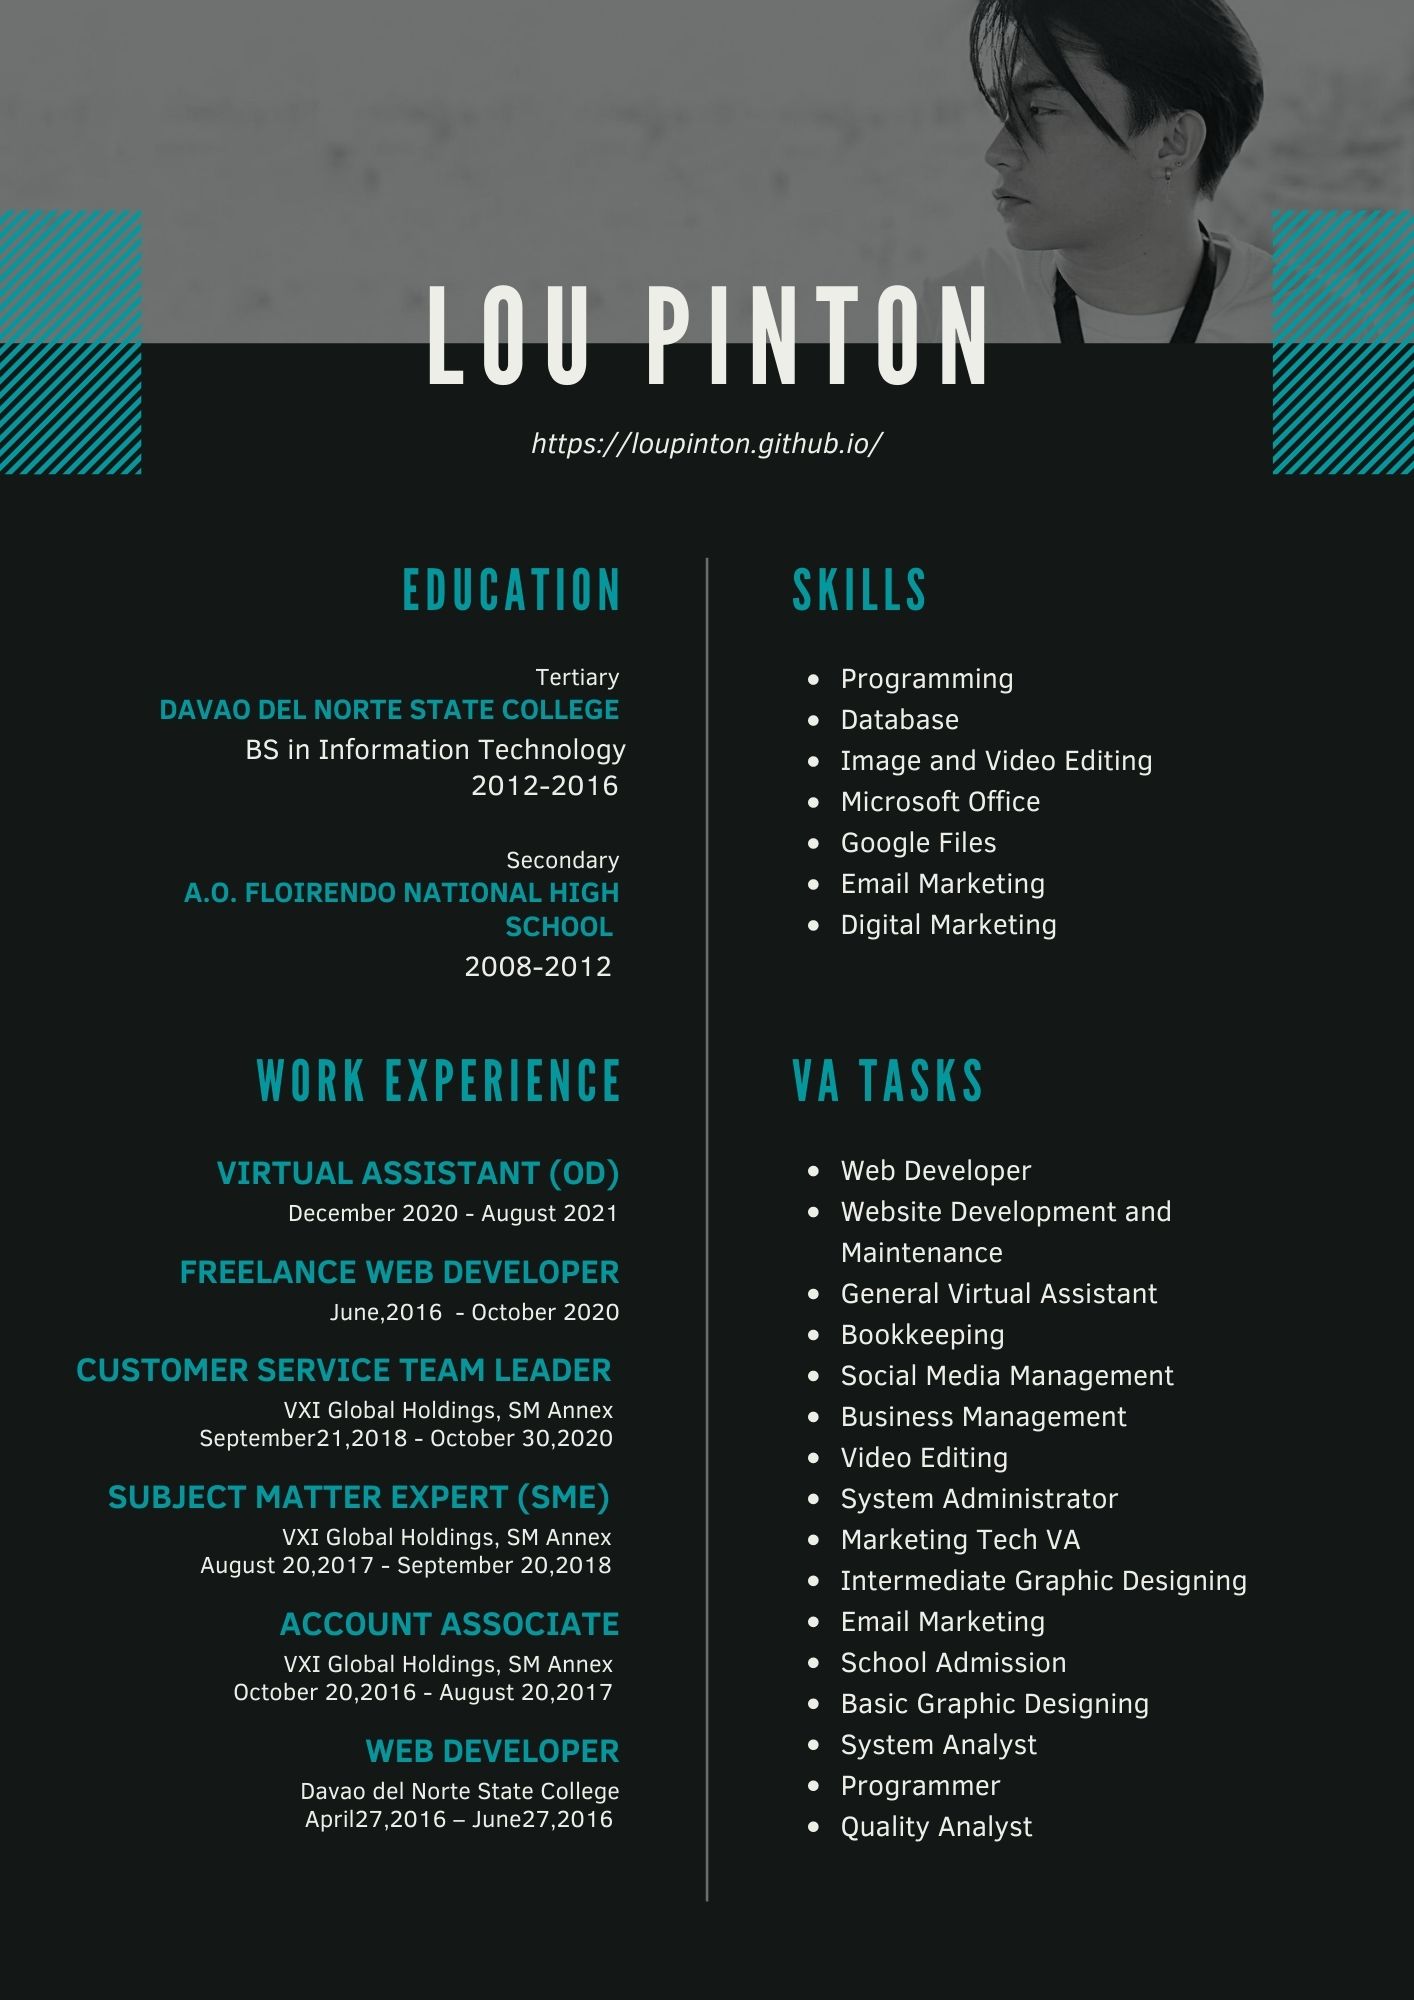 LOU PINTON
https://loupinton.github.io/
EDUCATION
Tertiary
DAVAO DEL NORTE STATE COLLEGE
BS in Information Technology
2012-2016
Secondary
A.O. FLOIRENDO NATIONAL HIGH
SCHOOL
2008-2012
WORK EXPERIENCE
VIRTUAL ASSISTANT (OD)
December 2020 - August 2021
FREELANCE WEB DEVELOPER
June,2016  - October 2020
CUSTOMER SERVICE TEAM LEADER
VXI Global Holdings, SM Annex
September21,2018 - October 30,2020
SUBJECT MATTER EXPERT (SME)
VXI Global Holdings, SM Annex
August 20,2017 - September 20,2018
ACCOUNT ASSOCIATE
VXI Global Holdings, SM Annex
October 20,2016 - August 20,2017
WEB DEVELOPER
Davao del Norte State College
April27,2016 – June27,2016
SKILLS
• Programming
• Database
• Image and Video Editing
• Microsoft Office
• Google Files
• Email Marketing
• Digital Marketing
VA TASKS
• Web Developer
• Website Development and
Maintenance
• General Virtual Assistant
• Bookkeeping
• Social Media Management
• Business Management
• Video Editing
• System Administrator
• Marketing Tech VA
• Intermediate Graphic Designing
• Email Marketing
• School Admission
• Basic Graphic Designing
• System Analyst
• Programmer
• Quality Analyst